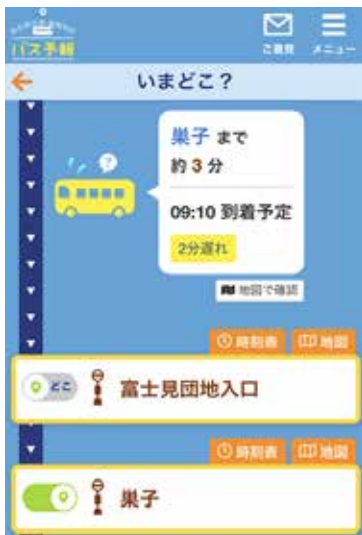 バス予報
ご意見
メニュー
いまどこ？
巣子 まで
約 3 分
09:10 到着予定
2分遅れ
地図で確認
時刻表
地図
どこ
富士見団地入口
時刻表
地図
巣子